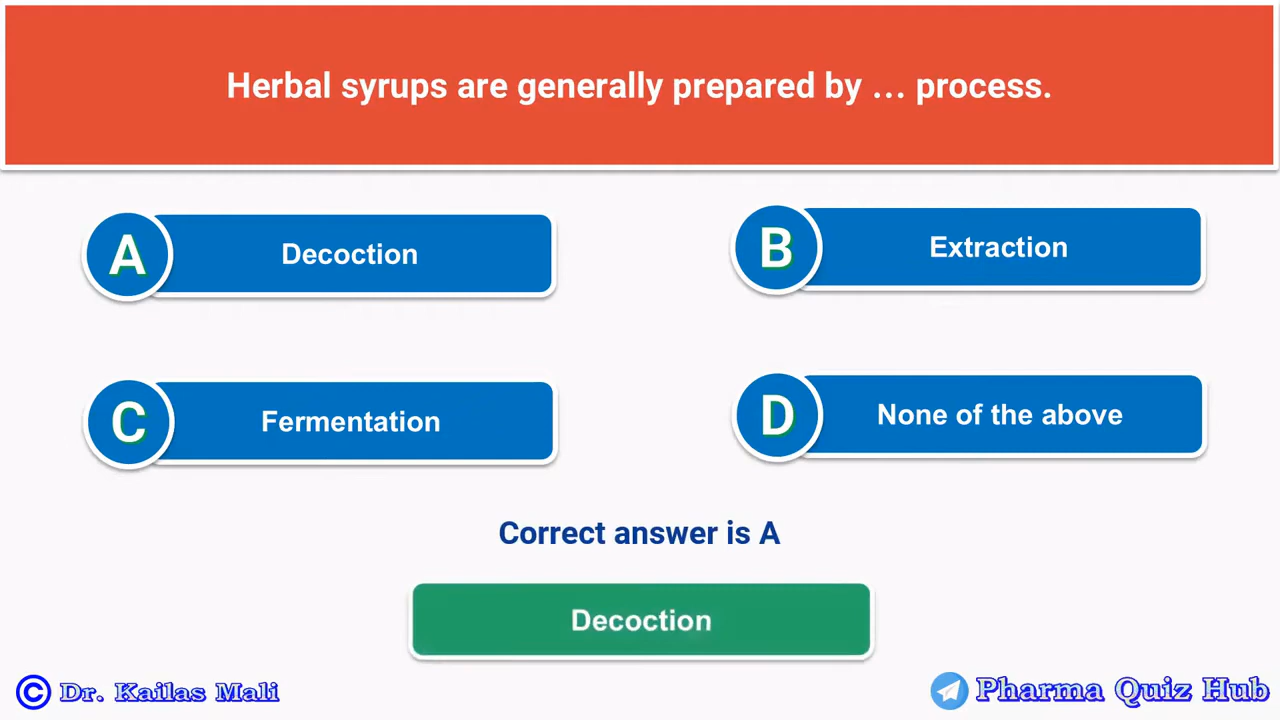 Herbal syrups are generally prepared by ... process.
A
Decoction
B
Extraction
C
Fermentation
D
None of the above
Correct answer is A
Decoction
© Dr. Kailas Mali
Pharma Quiz Hub